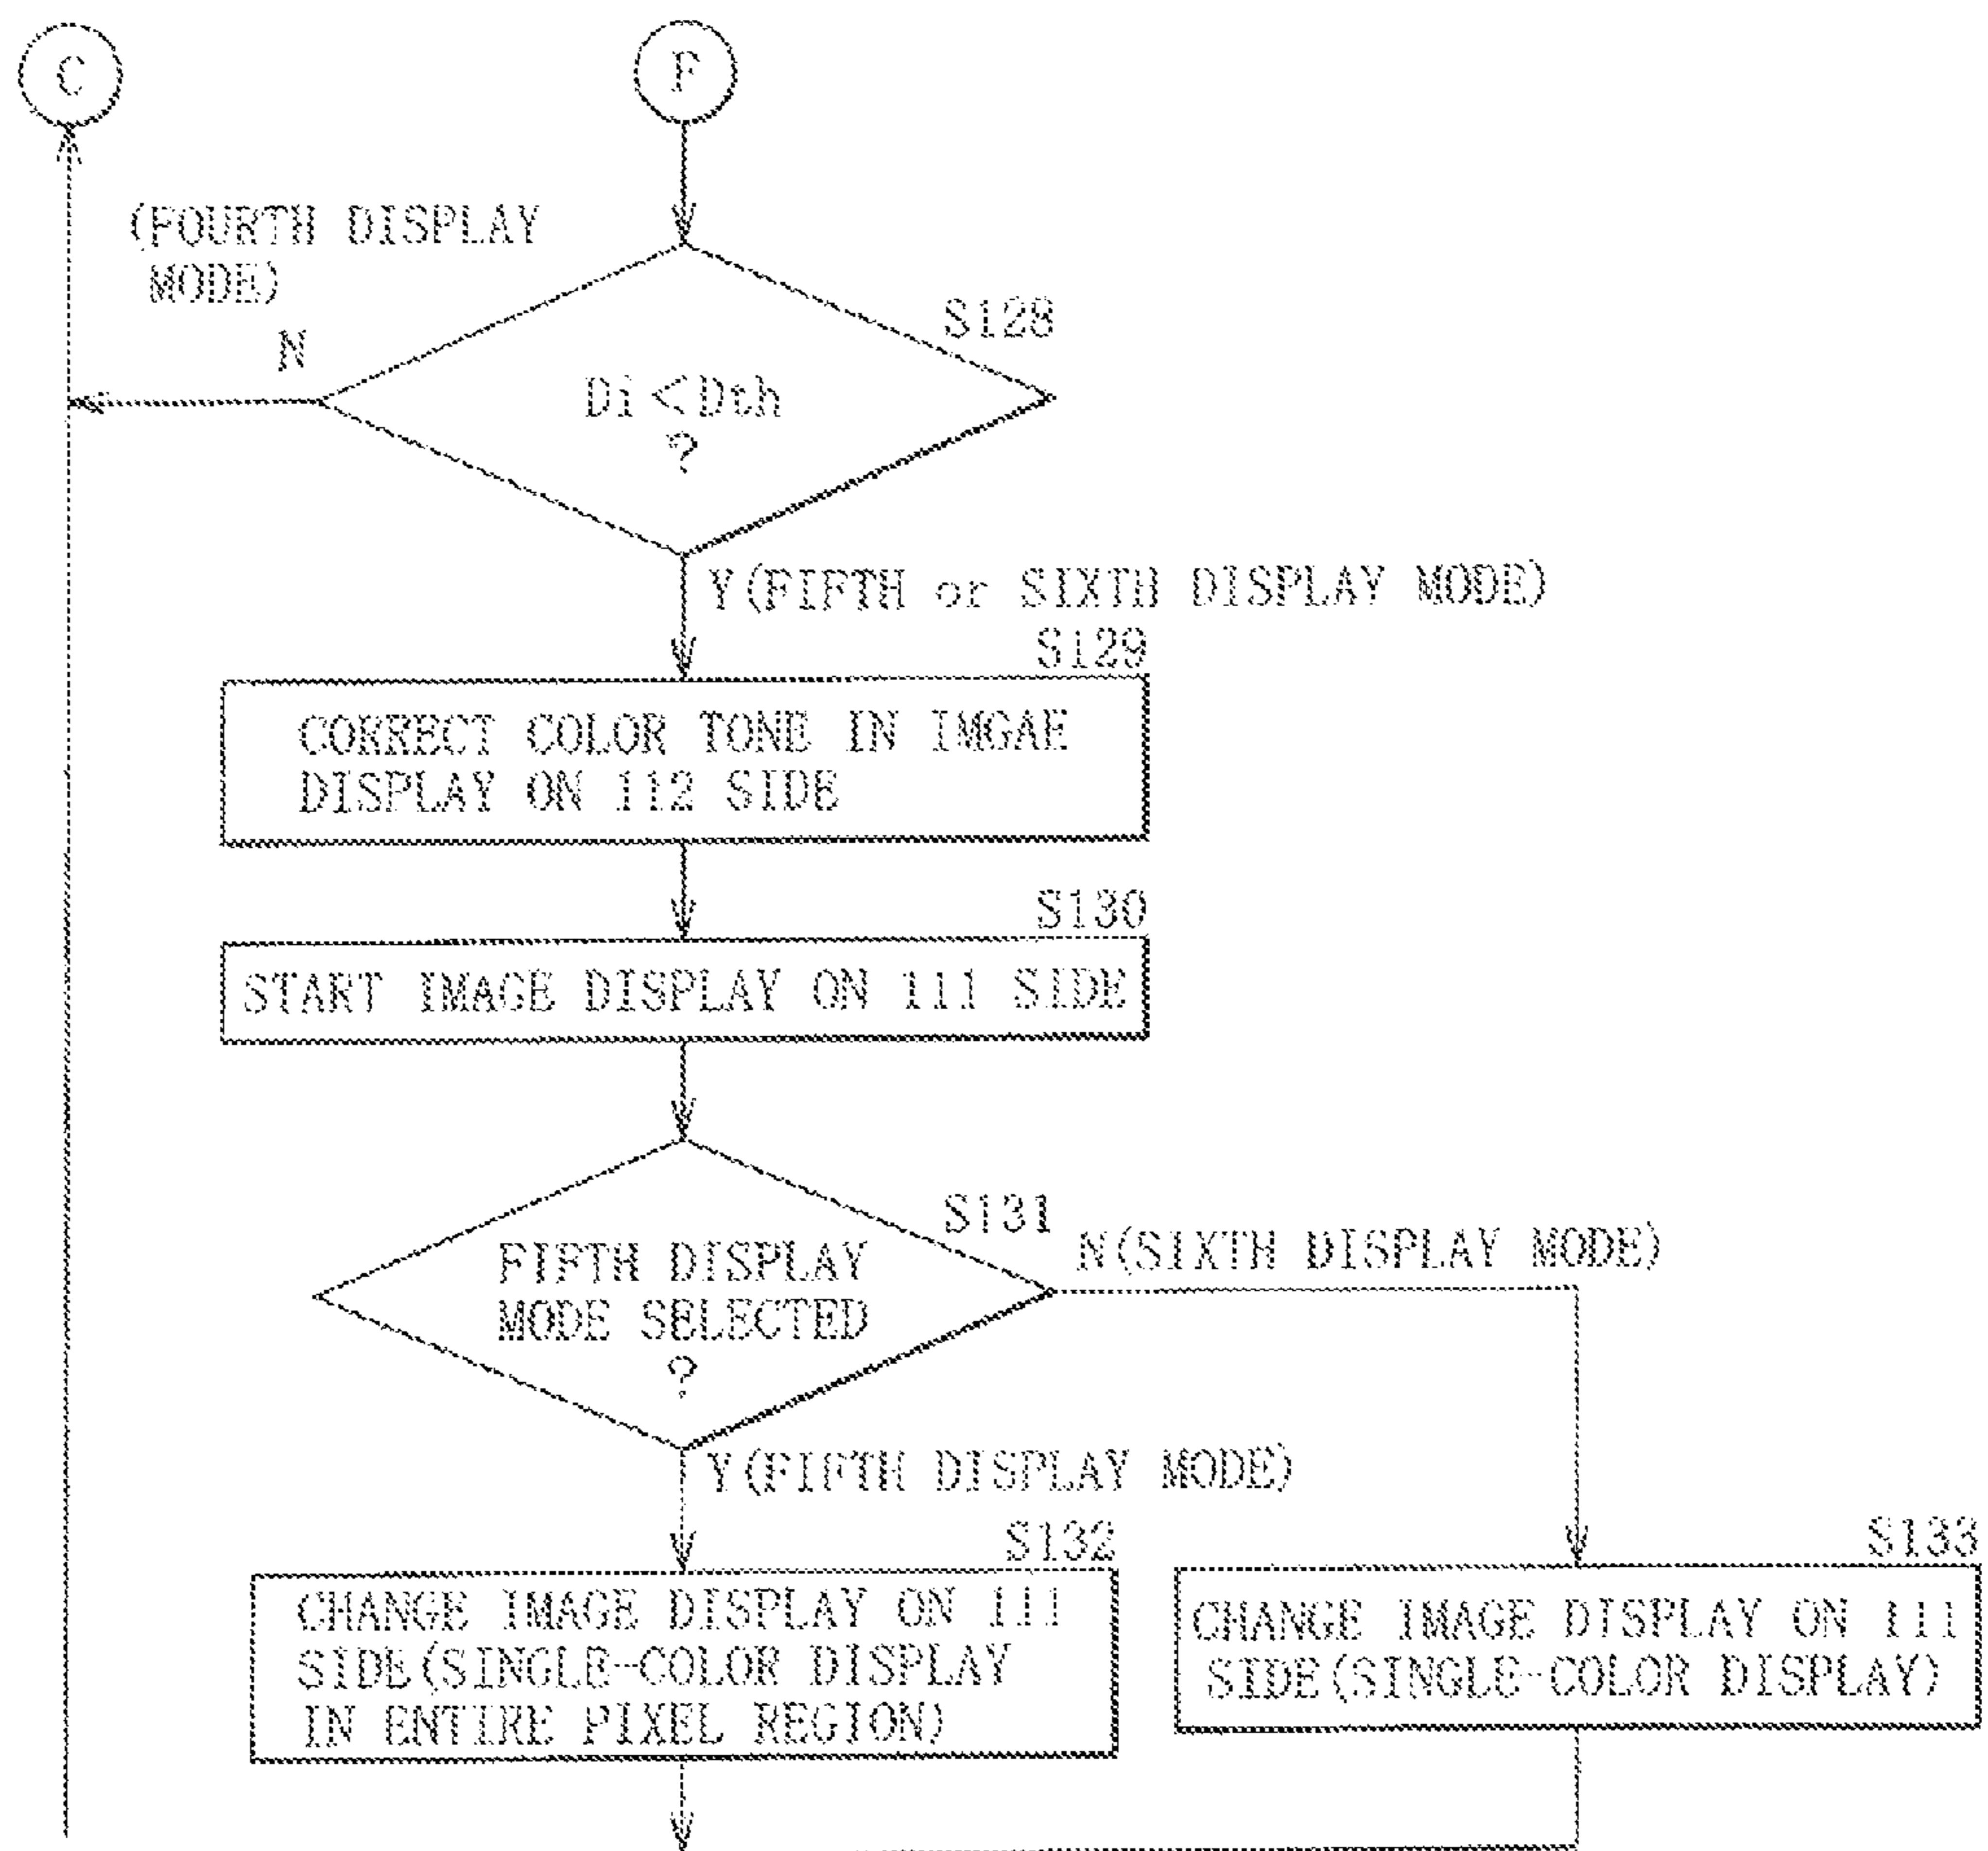 C
F
(FOURTH DISPLAY
MODE)
N
S128
Di<Dth
?
Y(FIFTH or SIXTH DISPLAY MODE)
S129
CORRECT COLOR TONE IN IMGAE
DISPLAY ON 112 SIDE
S130
START IMAGE DISPLAY ON 111 SIDE
S131
N(SIXTH DISPLAY MODE)
FIFTH DISPLAY
MODE SELECTED
?
Y(FIFTH DISPLAY MODE)
S132
CHANGE IMAGE DISPLAY ON 111
SIDE(SINGLE-COLOR DISPLAY
IN ENTIRE PIXEL REGION)
S133
CHANGE IMAGE DISPLAY ON 111
SIDE(SINGLE-COLOR DISPLAY)